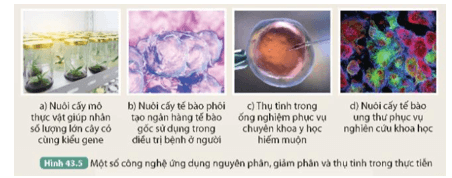 a) Nuôi cấy mô
thực vật giúp nhân
số lượng lớn cây có
cùng kiểu gene
b) Nuôi cấy tế bào phôi
tạo ngân hàng tế bào
gốc sử dụng trong
điều trị bệnh ở người
c) Thụ tinh trong
ống nghiệm phục vụ
chuyên khoa y học
hiếm muộn
d) Nuôi cấy tế bào
ung thư phục vụ
nghiên cứu khoa học
Hình 43.5 Một số công nghệ ứng dụng nguyên phân, giảm phân và thụ tinh trong thực tiễn